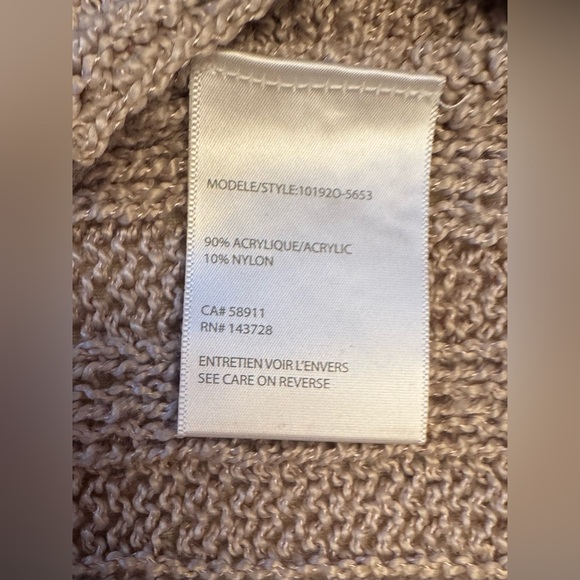 MODELE/STYLE:10192O-5653
90% ACRYLIQUE/ACRYLIC
10% NYLON
CA# 58911
RN# 143728
ENTRETIEN VOIR L'ENVERS
SEE CARE ON REVERSE